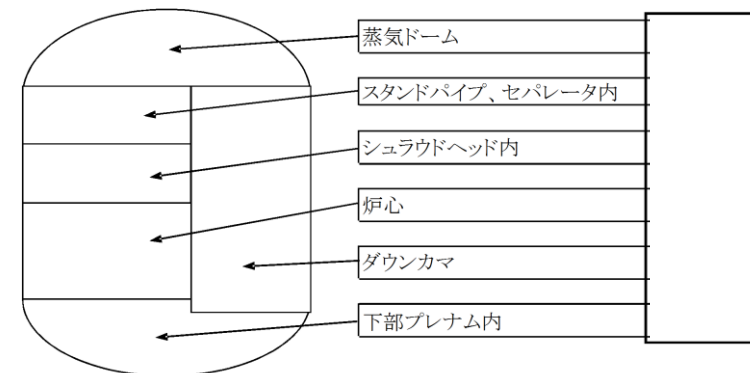 蒸気ドーム
スタンドパイプ、セパレータ内
シュラウドヘッド内
炉心
ダウンカマ
下部プレナム内